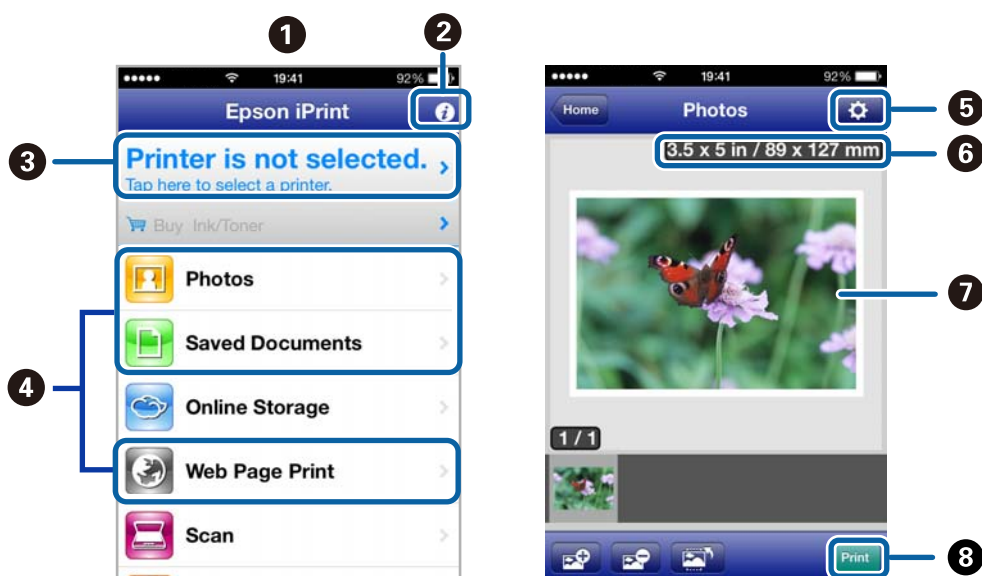 1
2
19:41
92%
Epson iPrint
i
3
Printer is not selected.
Tap here to select a printer.
Buy Ink/Toner
Photos
Saved Documents
4
Online Storage
Web Page Print
Scan
19:41
92%
Home
Photos
5
3.5 x 5 in / 89 x 127 mm
6
7
1 / 1
Print
8